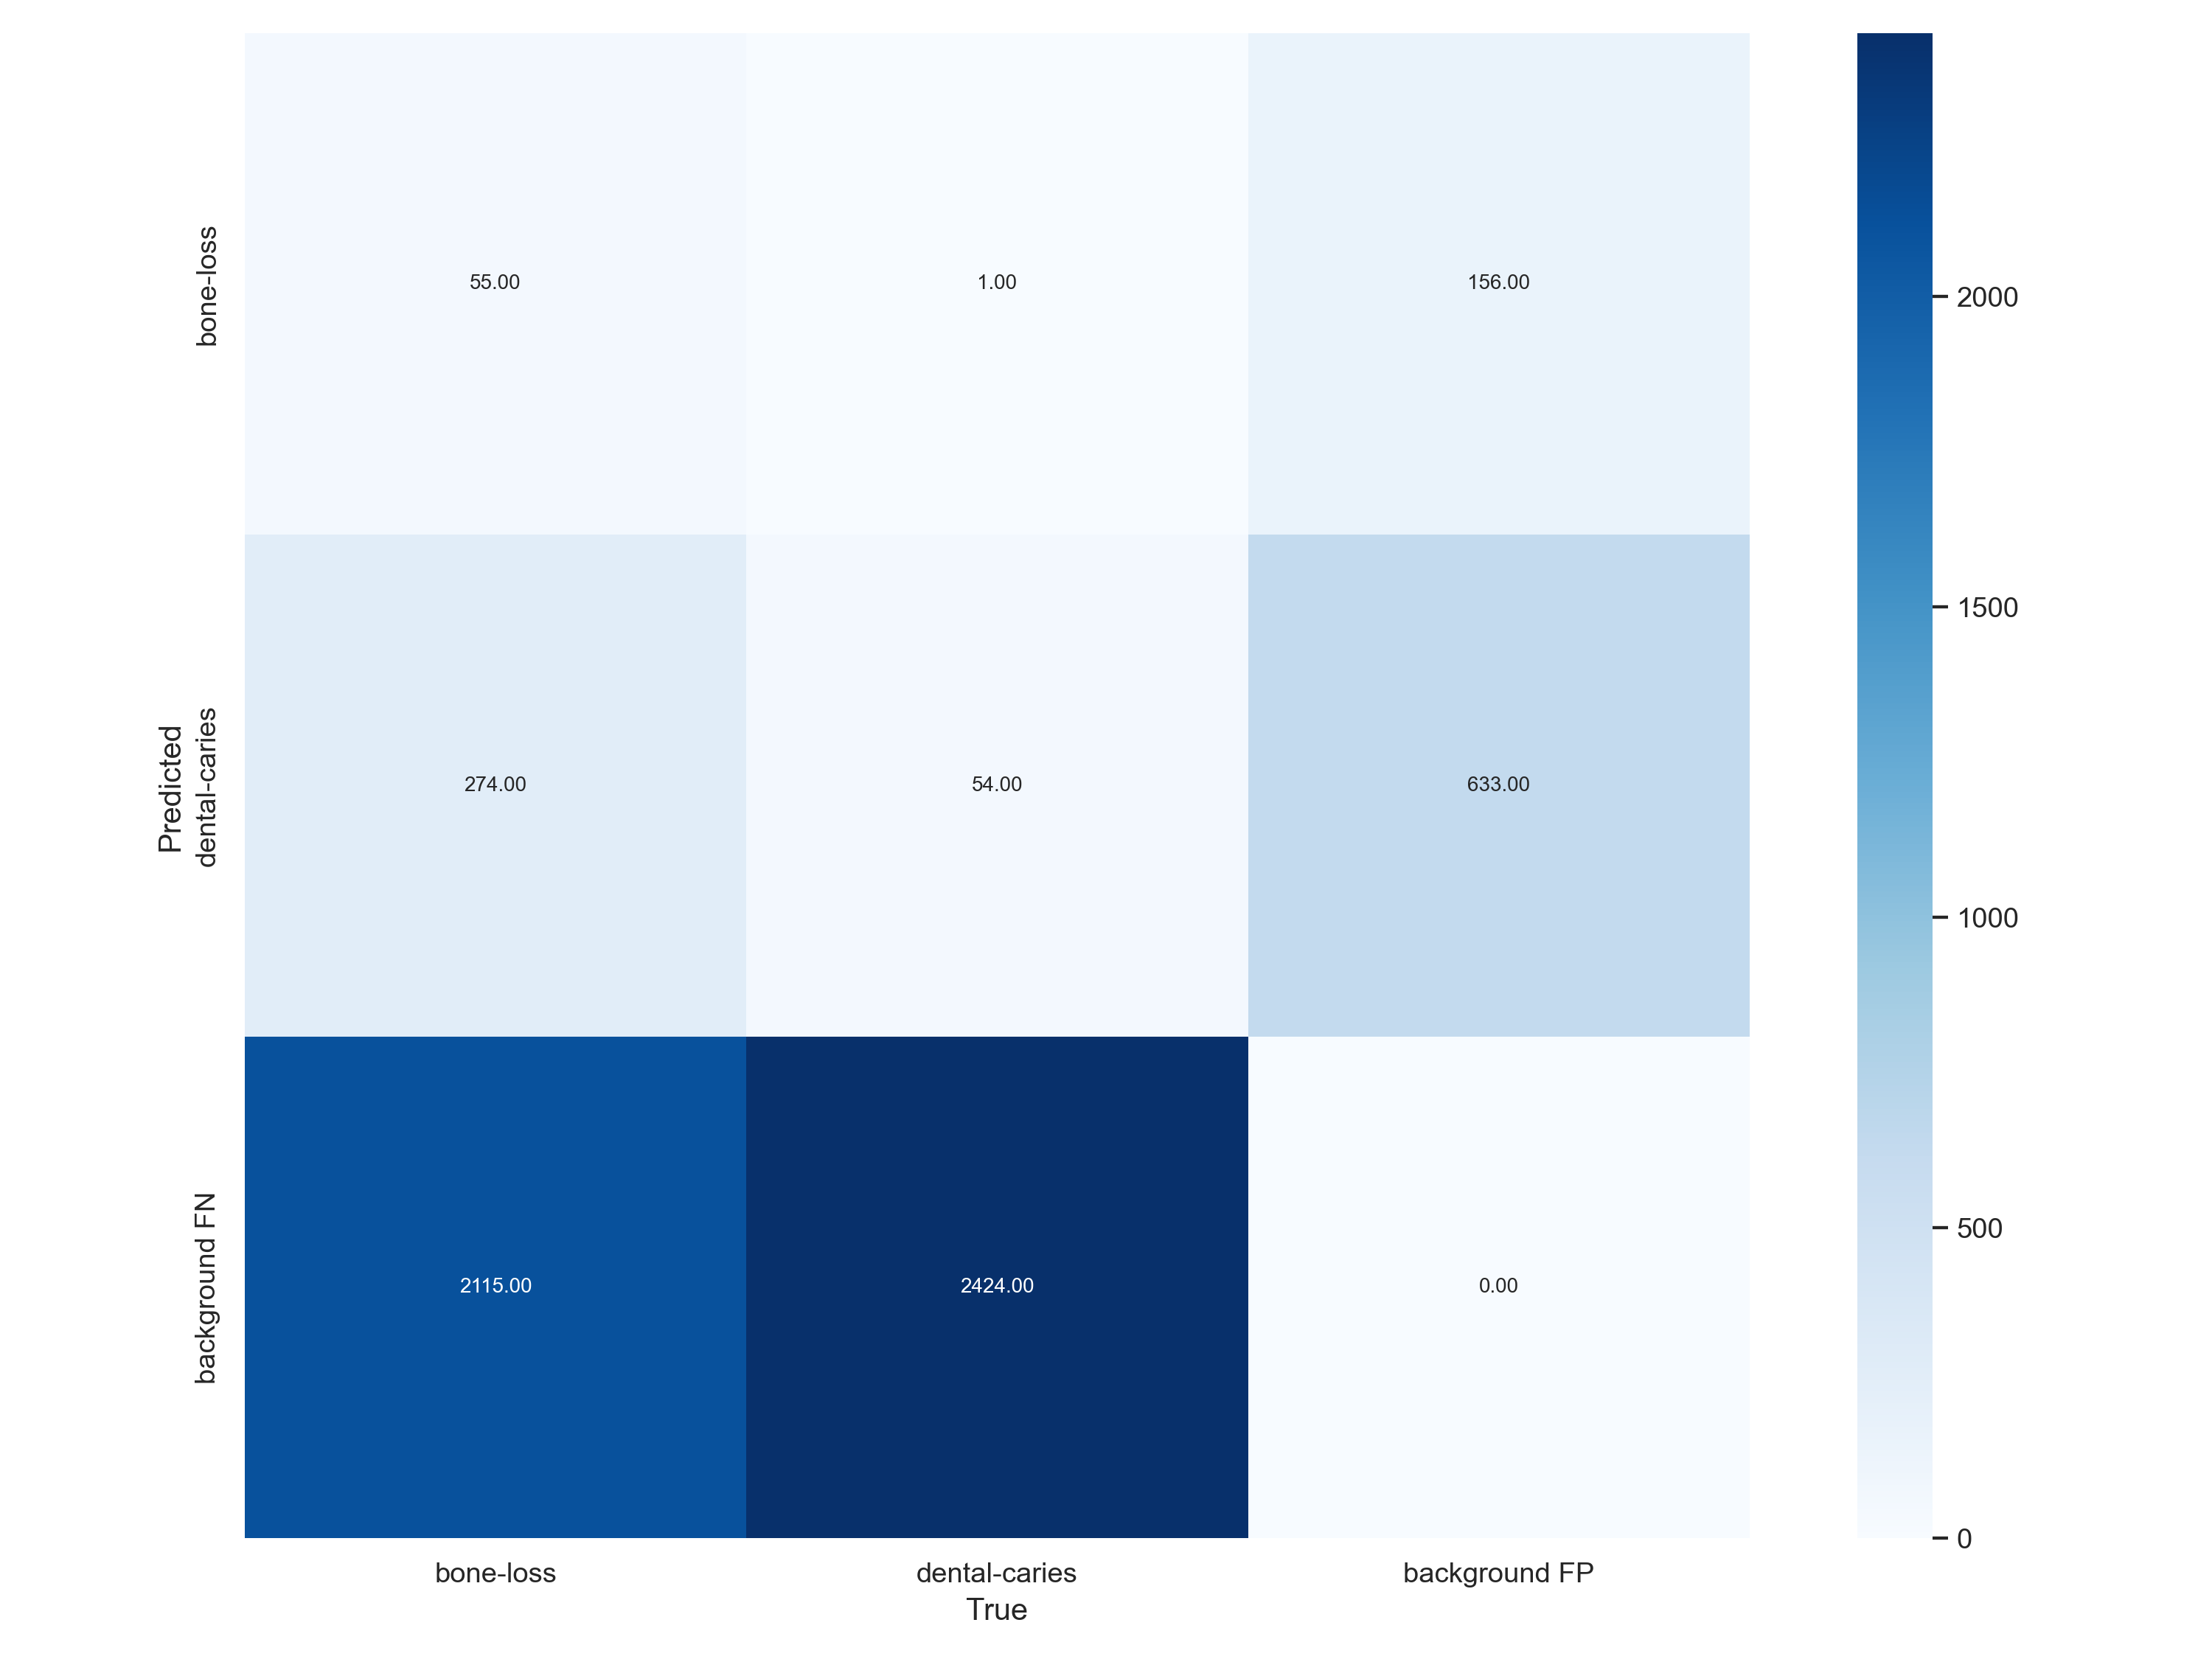 bone-loss
55.00
1.00
156.00
2000
1500
Predicted
dental-caries
274.00
54.00
633.00
1000
500
background FN
2115.00
2424.00
0.00
0
bone-loss
dental-caries
background FP
True